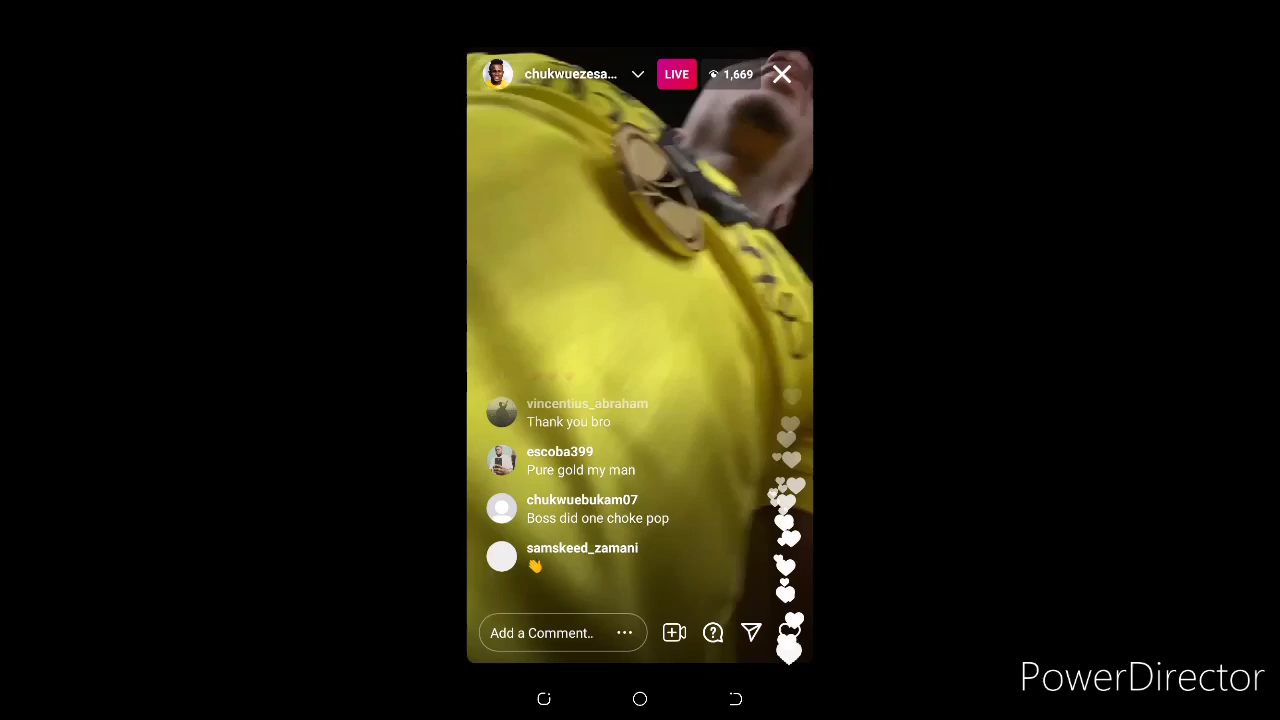 chukwuezesa...
LIVE
1,669
vincentius_abraham
Thank you bro
escoba399
Pure gold my man
chukwuebukam07
Boss did one choke pop
samskeed_zamani
👏
Add a Comment..
PowerDirector